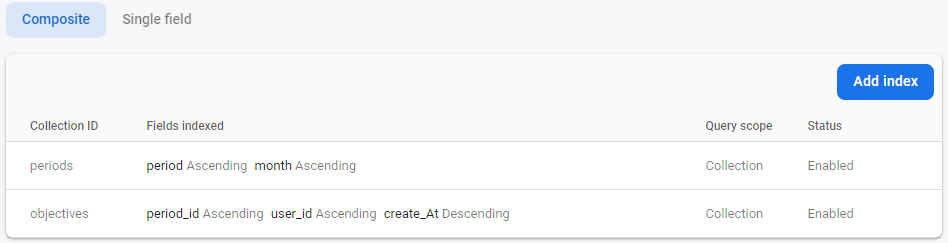 Composite Single field
Add index
Collection ID Fields indexed Query scope Status
periods period Ascending month Ascending Collection Enabled
objectives period_id Ascending user_id Ascending create_At Descending Collection Enabled